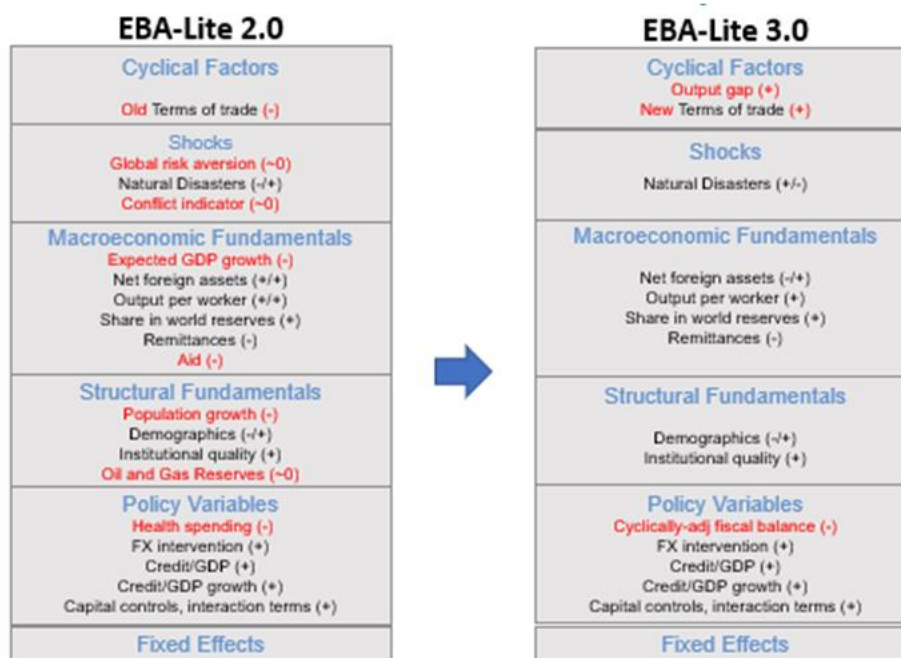 EBA-Lite 2.0
Cyclical Factors
Old Terms of trade (-)
Shocks
Global risk aversion (~0)
Natural Disasters (-/+)
Conflict indicator (~0)
Macroeconomic Fundamentals
Expected GDP growth (-)
Net foreign assets (+/+)
Output per worker (+/+)
Share in world reserves (+)
Remittances (-)
Aid (-)
Structural Fundamentals
Population growth (-)
Demographics (-/+)
Institutional quality (+)
Oil and Gas Reserves (~0)
Policy Variables
Health spending (-)
FX intervention (+)
Credit/GDP (+)
Credit/GDP growth (+)
Capital controls, interaction terms (+)
Fixed Effects
EBA-Lite 3.0
Cyclical Factors
Output gap (+)
New Terms of trade (+)
Shocks
Natural Disasters (+/-)
Macroeconomic Fundamentals
Net foreign assets (-/+)
Output per worker (+)
Share in world reserves (+)
Remittances (-)
Structural Fundamentals
Demographics (-/+)
Institutional quality (+)
Policy Variables
Cyclically-adj fiscal balance (-)
FX intervention (+)
Credit/GDP (+)
Credit/GDP growth (+)
Capital controls, interaction terms (+)
Fixed Effects